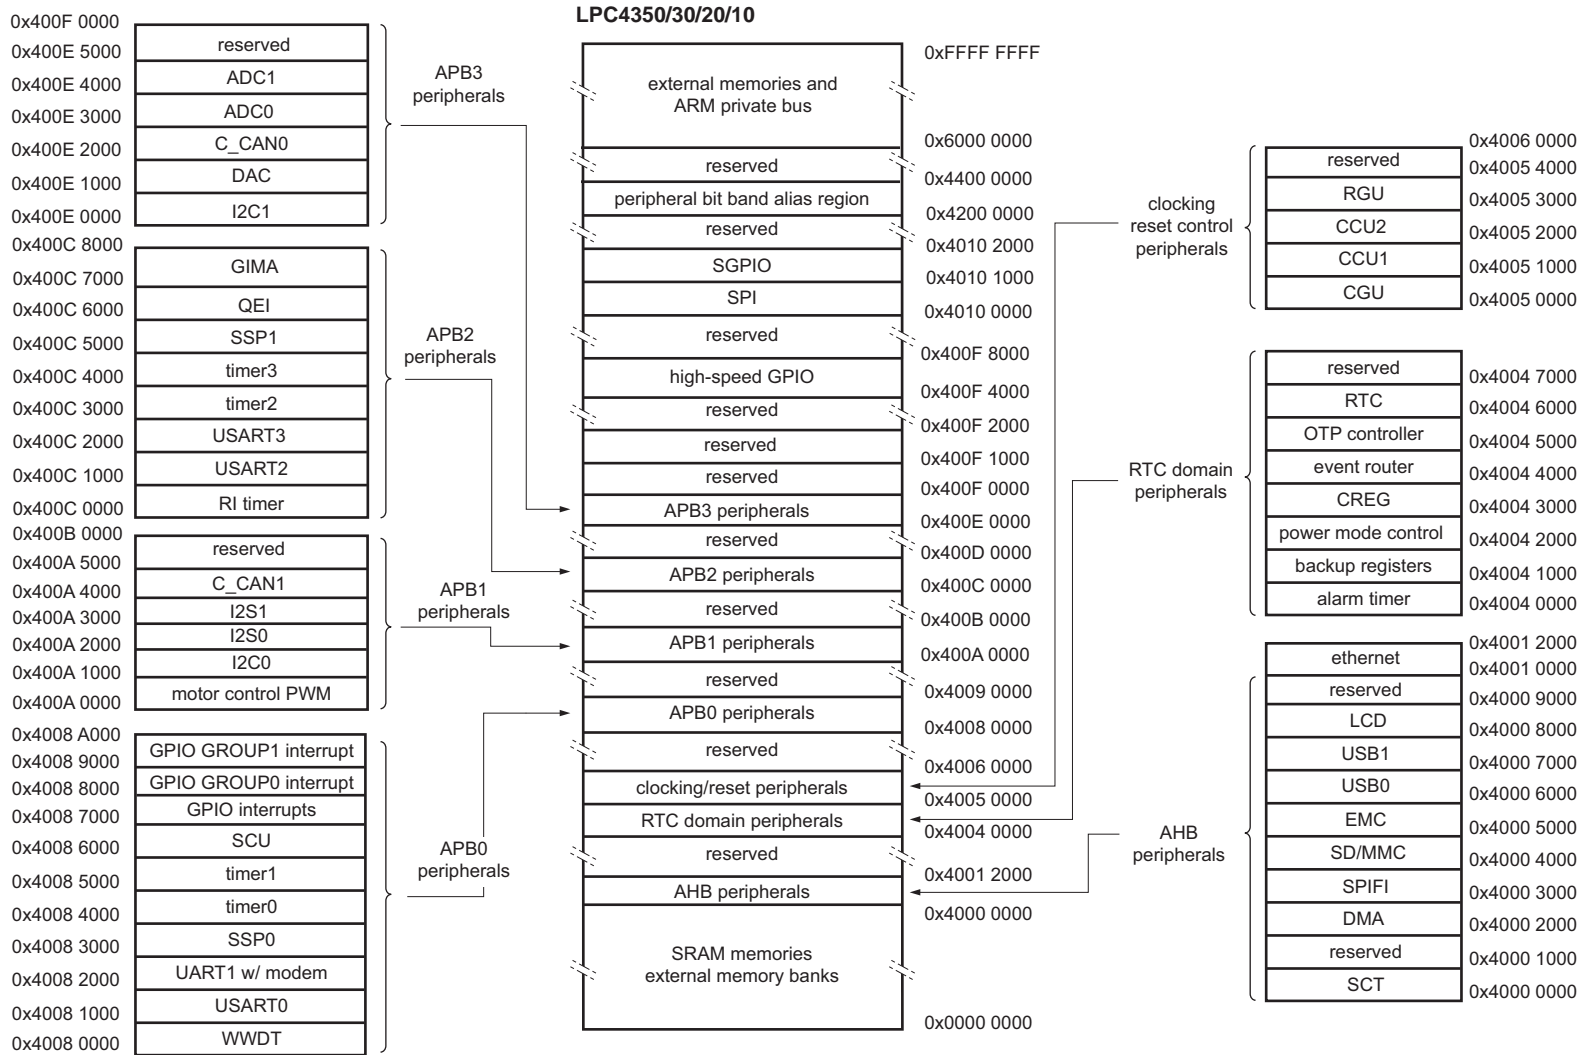 LPC4350/30/20/10
0x400F 0000
reserved
0x400E 5000
ADC1
0x400E 4000
ADC0
0x400E 3000
C_CAN0
0x400E 2000
DAC
0x400E 1000
I2C1
0x400E 0000
APB3
peripherals
0x400C 8000
GIMA
0x400C 7000
QEI
0x400C 6000
SSP1
0x400C 5000
timer3
0x400C 4000
timer2
0x400C 3000
USART3
0x400C 2000
USART2
0x400C 1000
RI timer
0x400C 0000
APB2
peripherals
0x400B 0000
reserved
0x400A 5000
C_CAN1
0x400A 4000
I2S1
0x400A 3000
I2S0
0x400A 2000
I2C0
0x400A 1000
motor control PWM
0x400A 0000
APB1
peripherals
0x4008 A000
GPIO GROUP1 interrupt
0x4008 9000
GPIO GROUP0 interrupt
0x4008 8000
GPIO interrupts
0x4008 7000
SCU
0x4008 6000
timer1
0x4008 5000
timer0
0x4008 4000
SSP0
0x4008 3000
UART1 w/ modem
0x4008 2000
USART0
0x4008 1000
WWDT
0x4008 0000
APB0
peripherals
0xFFFF FFFF
external memories and
ARM private bus
0x6000 0000
reserved
0x4400 0000
peripheral bit band alias region
0x4200 0000
reserved
0x4010 2000
SGPIO
0x4010 1000
SPI
0x4010 0000
reserved
0x400F 8000
high-speed GPIO
0x400F 4000
reserved
0x400F 2000
reserved
0x400F 1000
reserved
0x400F 0000
APB3 peripherals
0x400E 0000
reserved
0x400D 0000
APB2 peripherals
0x400C 0000
reserved
0x400B 0000
APB1 peripherals
0x400A 0000
reserved
0x4009 0000
APB0 peripherals
0x4008 0000
reserved
0x4006 0000
clocking/reset peripherals
0x4005 0000
RTC domain peripherals
0x4004 0000
reserved
0x4001 2000
AHB peripherals
0x4000 0000
SRAM memories
external memory banks
0x0000 0000
clocking
reset control
peripherals
0x4006 0000
reserved
0x4005 4000
RGU
0x4005 3000
CCU2
0x4005 2000
CCU1
0x4005 1000
CGU
0x4005 0000
RTC domain
peripherals
reserved
0x4004 7000
RTC
0x4004 6000
OTP controller
0x4004 5000
event router
0x4004 4000
CREG
0x4004 3000
power mode control
0x4004 2000
backup registers
0x4004 1000
alarm timer
0x4004 0000
AHB
peripherals
0x4001 2000
ethernet
0x4001 0000
reserved
0x4000 9000
LCD
0x4000 8000
USB1
0x4000 7000
USB0
0x4000 6000
EMC
0x4000 5000
SD/MMC
0x4000 4000
SPIFI
0x4000 3000
DMA
0x4000 2000
reserved
0x4000 1000
SCT
0x4000 0000